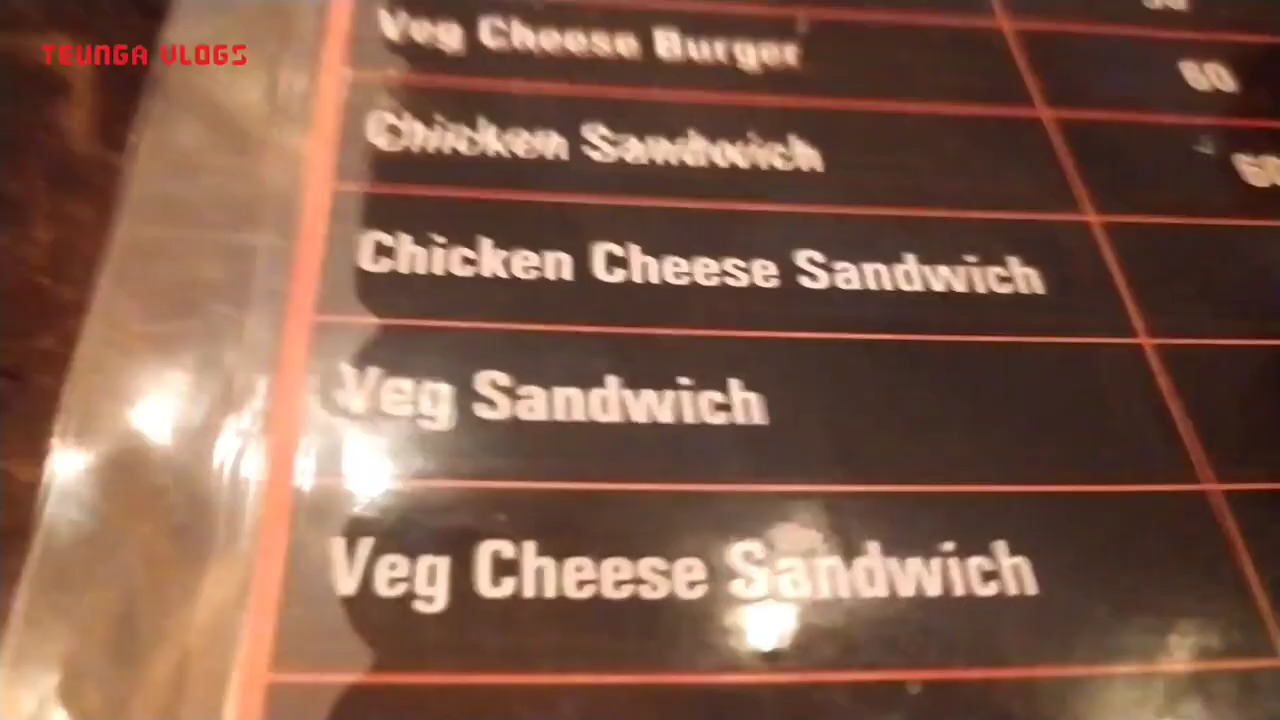 TEUNGA VLOGS
Veg Cheese Burger 60
Chicken Sandwich
Chicken Cheese Sandwich
Veg Sandwich
Veg Cheese Sandwich